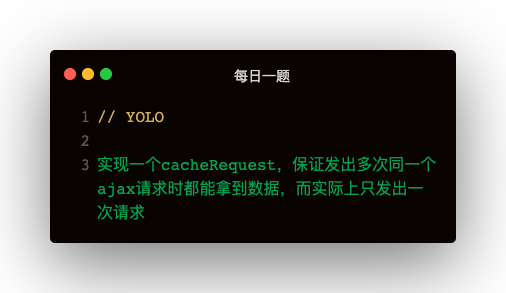 每日一题
1 // YOLO
2
3 实现一个cacheRequest，保证发出多次同一个
ajax请求时都能拿到数据，而实际上只发出一
次请求